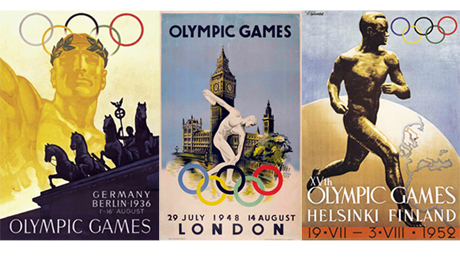 GERMANY
BERLIN·1936
1-16 AUGUST
OLYMPIC GAMES
OLYMPIC GAMES
29 JULY 1948 14 AUGUST
LONDON
XVth
OLYMPIC GAMES
HELSINKI FINLAND
19·VII - 3·VIII·1952